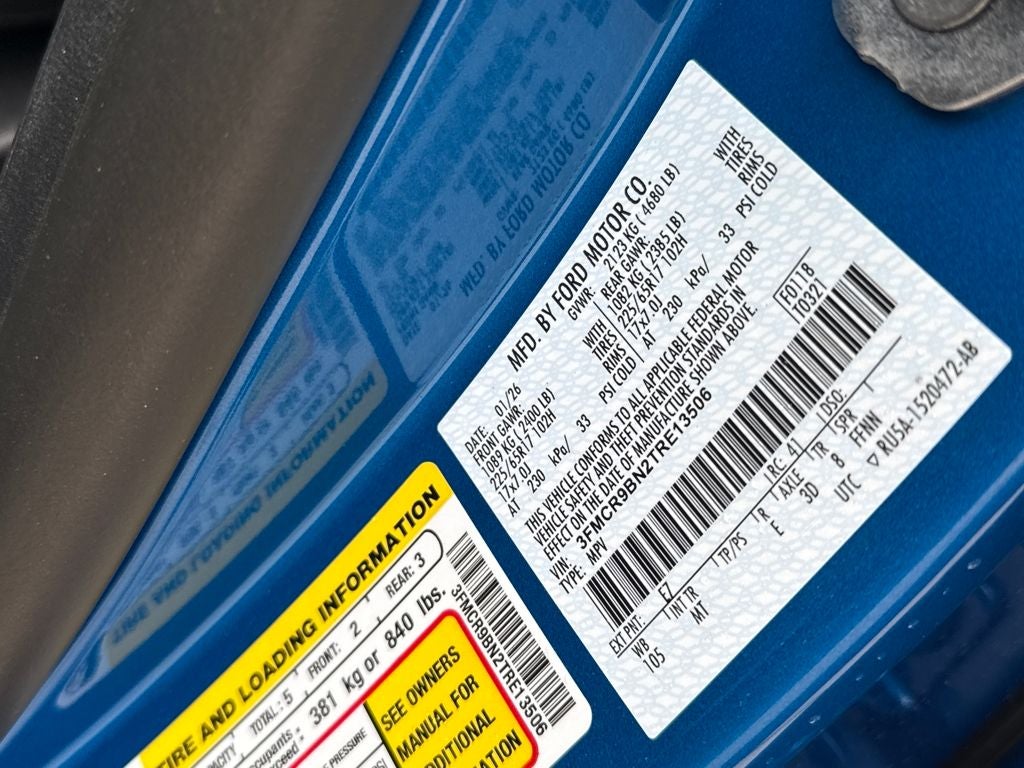 MFD. BY FORD MOTOR CO.
DATE: 01/26 GVWR: 2123 KG ( 4680 LB)
FRONT GAWR: REAR GAWR:
1089 KG ( 2400 LB) WITH 1082 KG ( 2385 LB) WITH
225/65R17 102H TIRES 225/65R17 102H TIRES
17x7.0J RIMS 17x7.0J RIMS
AT 230 kPa/ 33 PSI COLD AT 230 kPa/ 33 PSI COLD
THIS VEHICLE CONFORMS TO ALL APPLICABLE FEDERAL MOTOR
VEHICLE SAFETY AND THEFT PREVENTION STANDARDS IN
EFFECT ON THE DATE OF MANUFACTURE SHOWN ABOVE.
VIN: 3FMCR9BN2TRE13506
TYPE: MPV
F0118
T0321
EXT PNT: E7 RC: 41 DSO:
WB INT TR TP/PS R AXLE TR SPR
105 MT E 3D 8 FFNN
UTC ▽ RU5A-1520472-AB
TIRE AND LOADING INFORMATION
TOTAL: 5 FRONT: 2 REAR: 3
381 kg or 840 lbs.
PRESSURE
SEE OWNERS
MANUAL FOR
3FMCR9BN2TRE13506